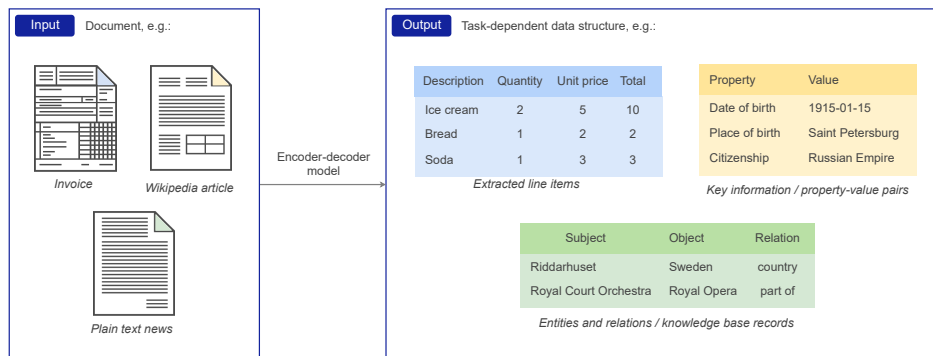 Input Document, e.g.:
Invoice
Wikipedia article
Plain text news
Encoder-decoder
model
Output Task-dependent data structure, e.g.:
Description Quantity Unit price Total
Ice cream 2 5 10
Bread 1 2 2
Soda 1 3 3
Extracted line items
Property Value
Date of birth 1915-01-15
Place of birth Saint Petersburg
Citizenship Russian Empire
Key information / property-value pairs
Subject Object Relation
Riddarhuset Sweden country
Royal Court Orchestra Royal Opera part of
Entities and relations / knowledge base records